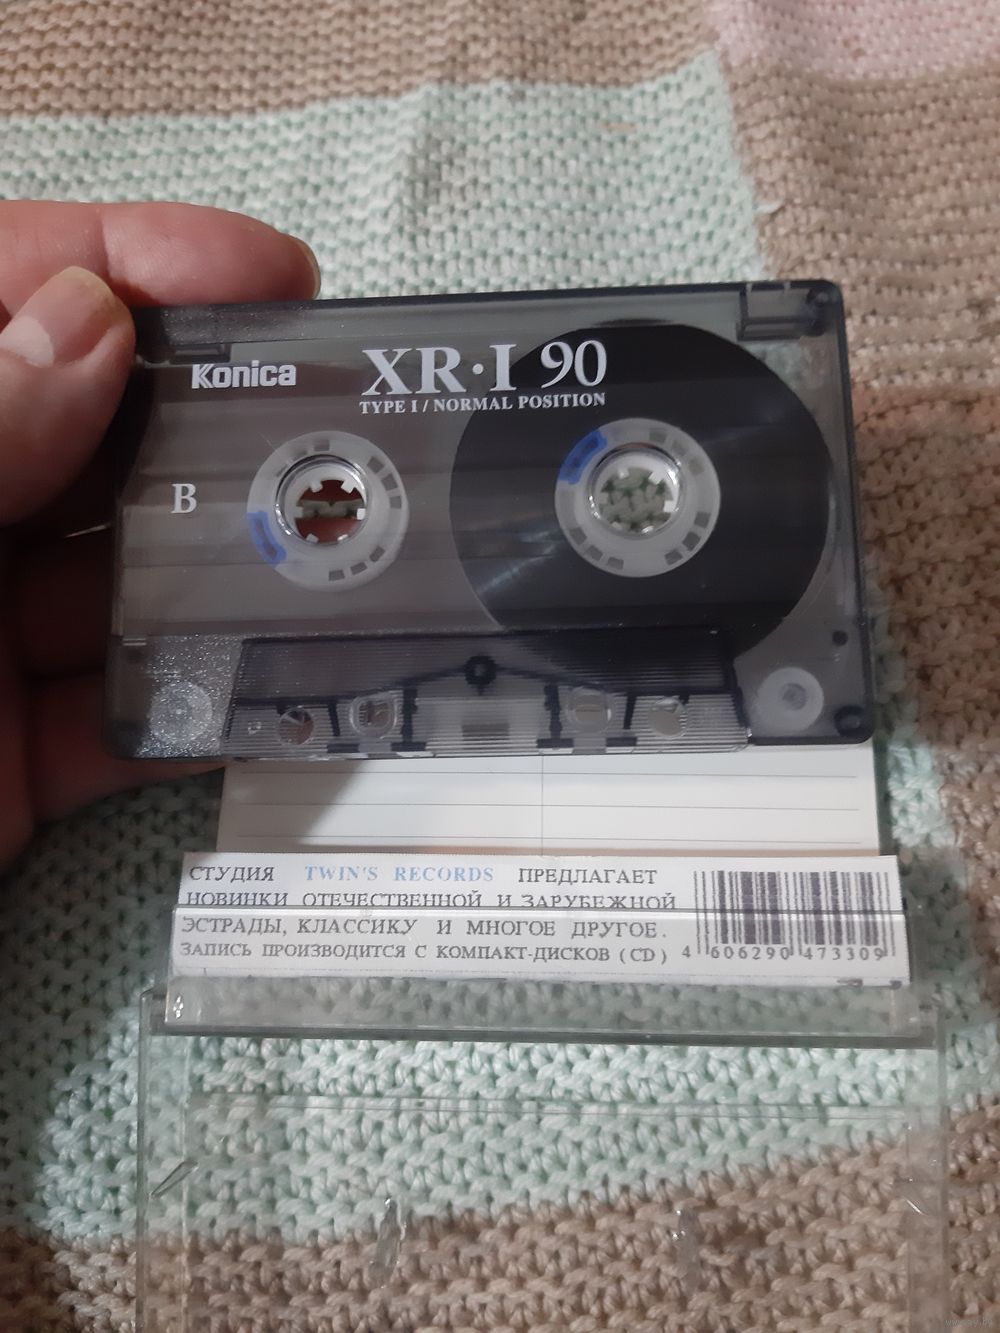 Konica
XR·I 90
TYPE I / NORMAL POSITION
B
СТУДИЯ TWIN'S RECORDS ПРЕДЛАГАЕТ
НОВИНКИ ОТЕЧЕСТВЕННОЙ И ЗАРУБЕЖНОЙ
ЭСТРАДЫ, КЛАССИКУ И МНОГОЕ ДРУГОЕ.
ЗАПИСЬ ПРОИЗВОДИТСЯ С КОМПАКТ-ДИСКОВ (CD)
4 606290 473309